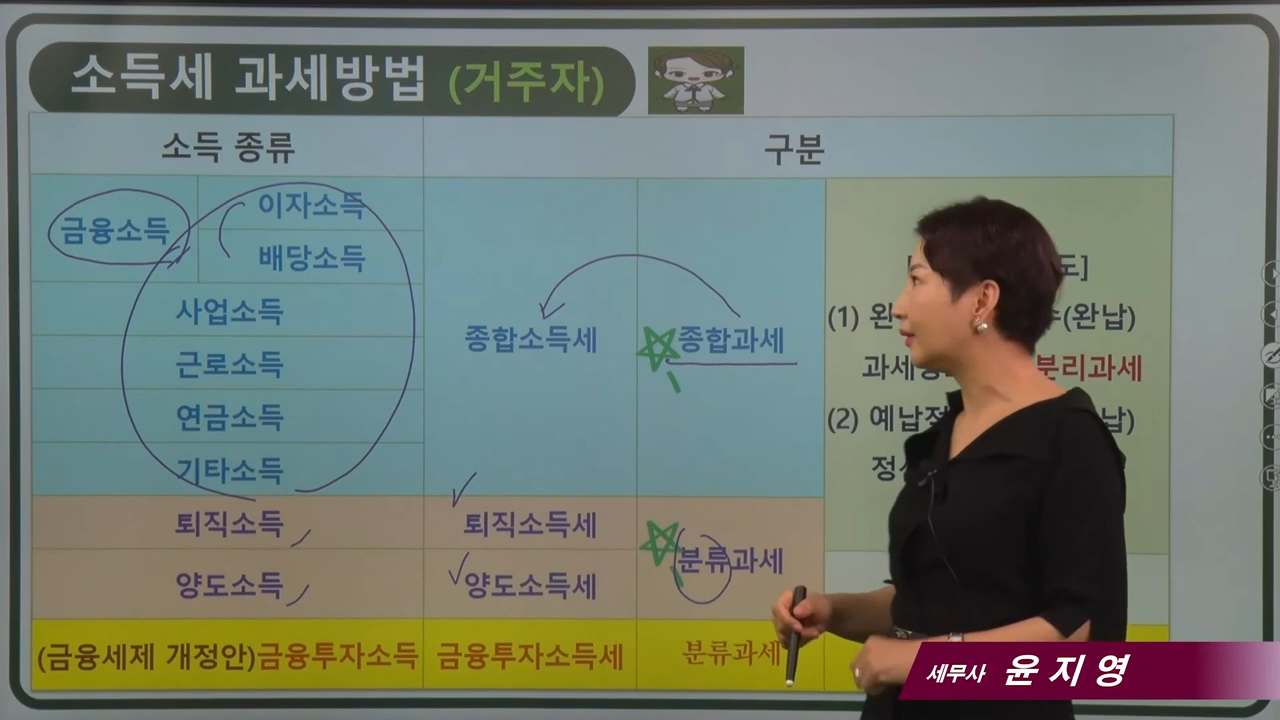 소득세 과세방법 (거주자)
소득 종류
구분
금융소득
이자소득
배당소득
사업소득
근로소득
연금소득
기타소득
종합소득세
종합과세
도]
(1) 완 (완납)
과세 분리과세
(2) 예납 납)
퇴직소득
퇴직소득세
양도소득
양도소득세
분류과세
(금융세제 개정안)금융투자소득
금융투자소득세
분류과세
세무사 윤지영